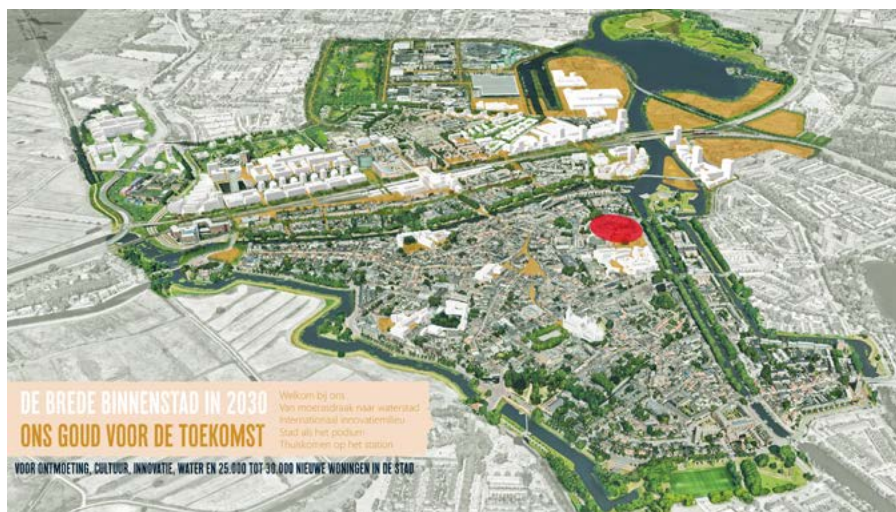 DE BREDE BINNENSTAD IN 2030
ONS GOUD VOOR DE TOEKOMST
Welkom bij ons
Van moerasdraak naar waterstad
Internationaal innovatiemilieu
Stad als het podium
Thuiskomen op het station
VOOR ONTMOETING, CULTUUR, INNOVATIE, WATER EN 25.000 TOT 30.000 NIEUWE WONINGEN IN DE STAD